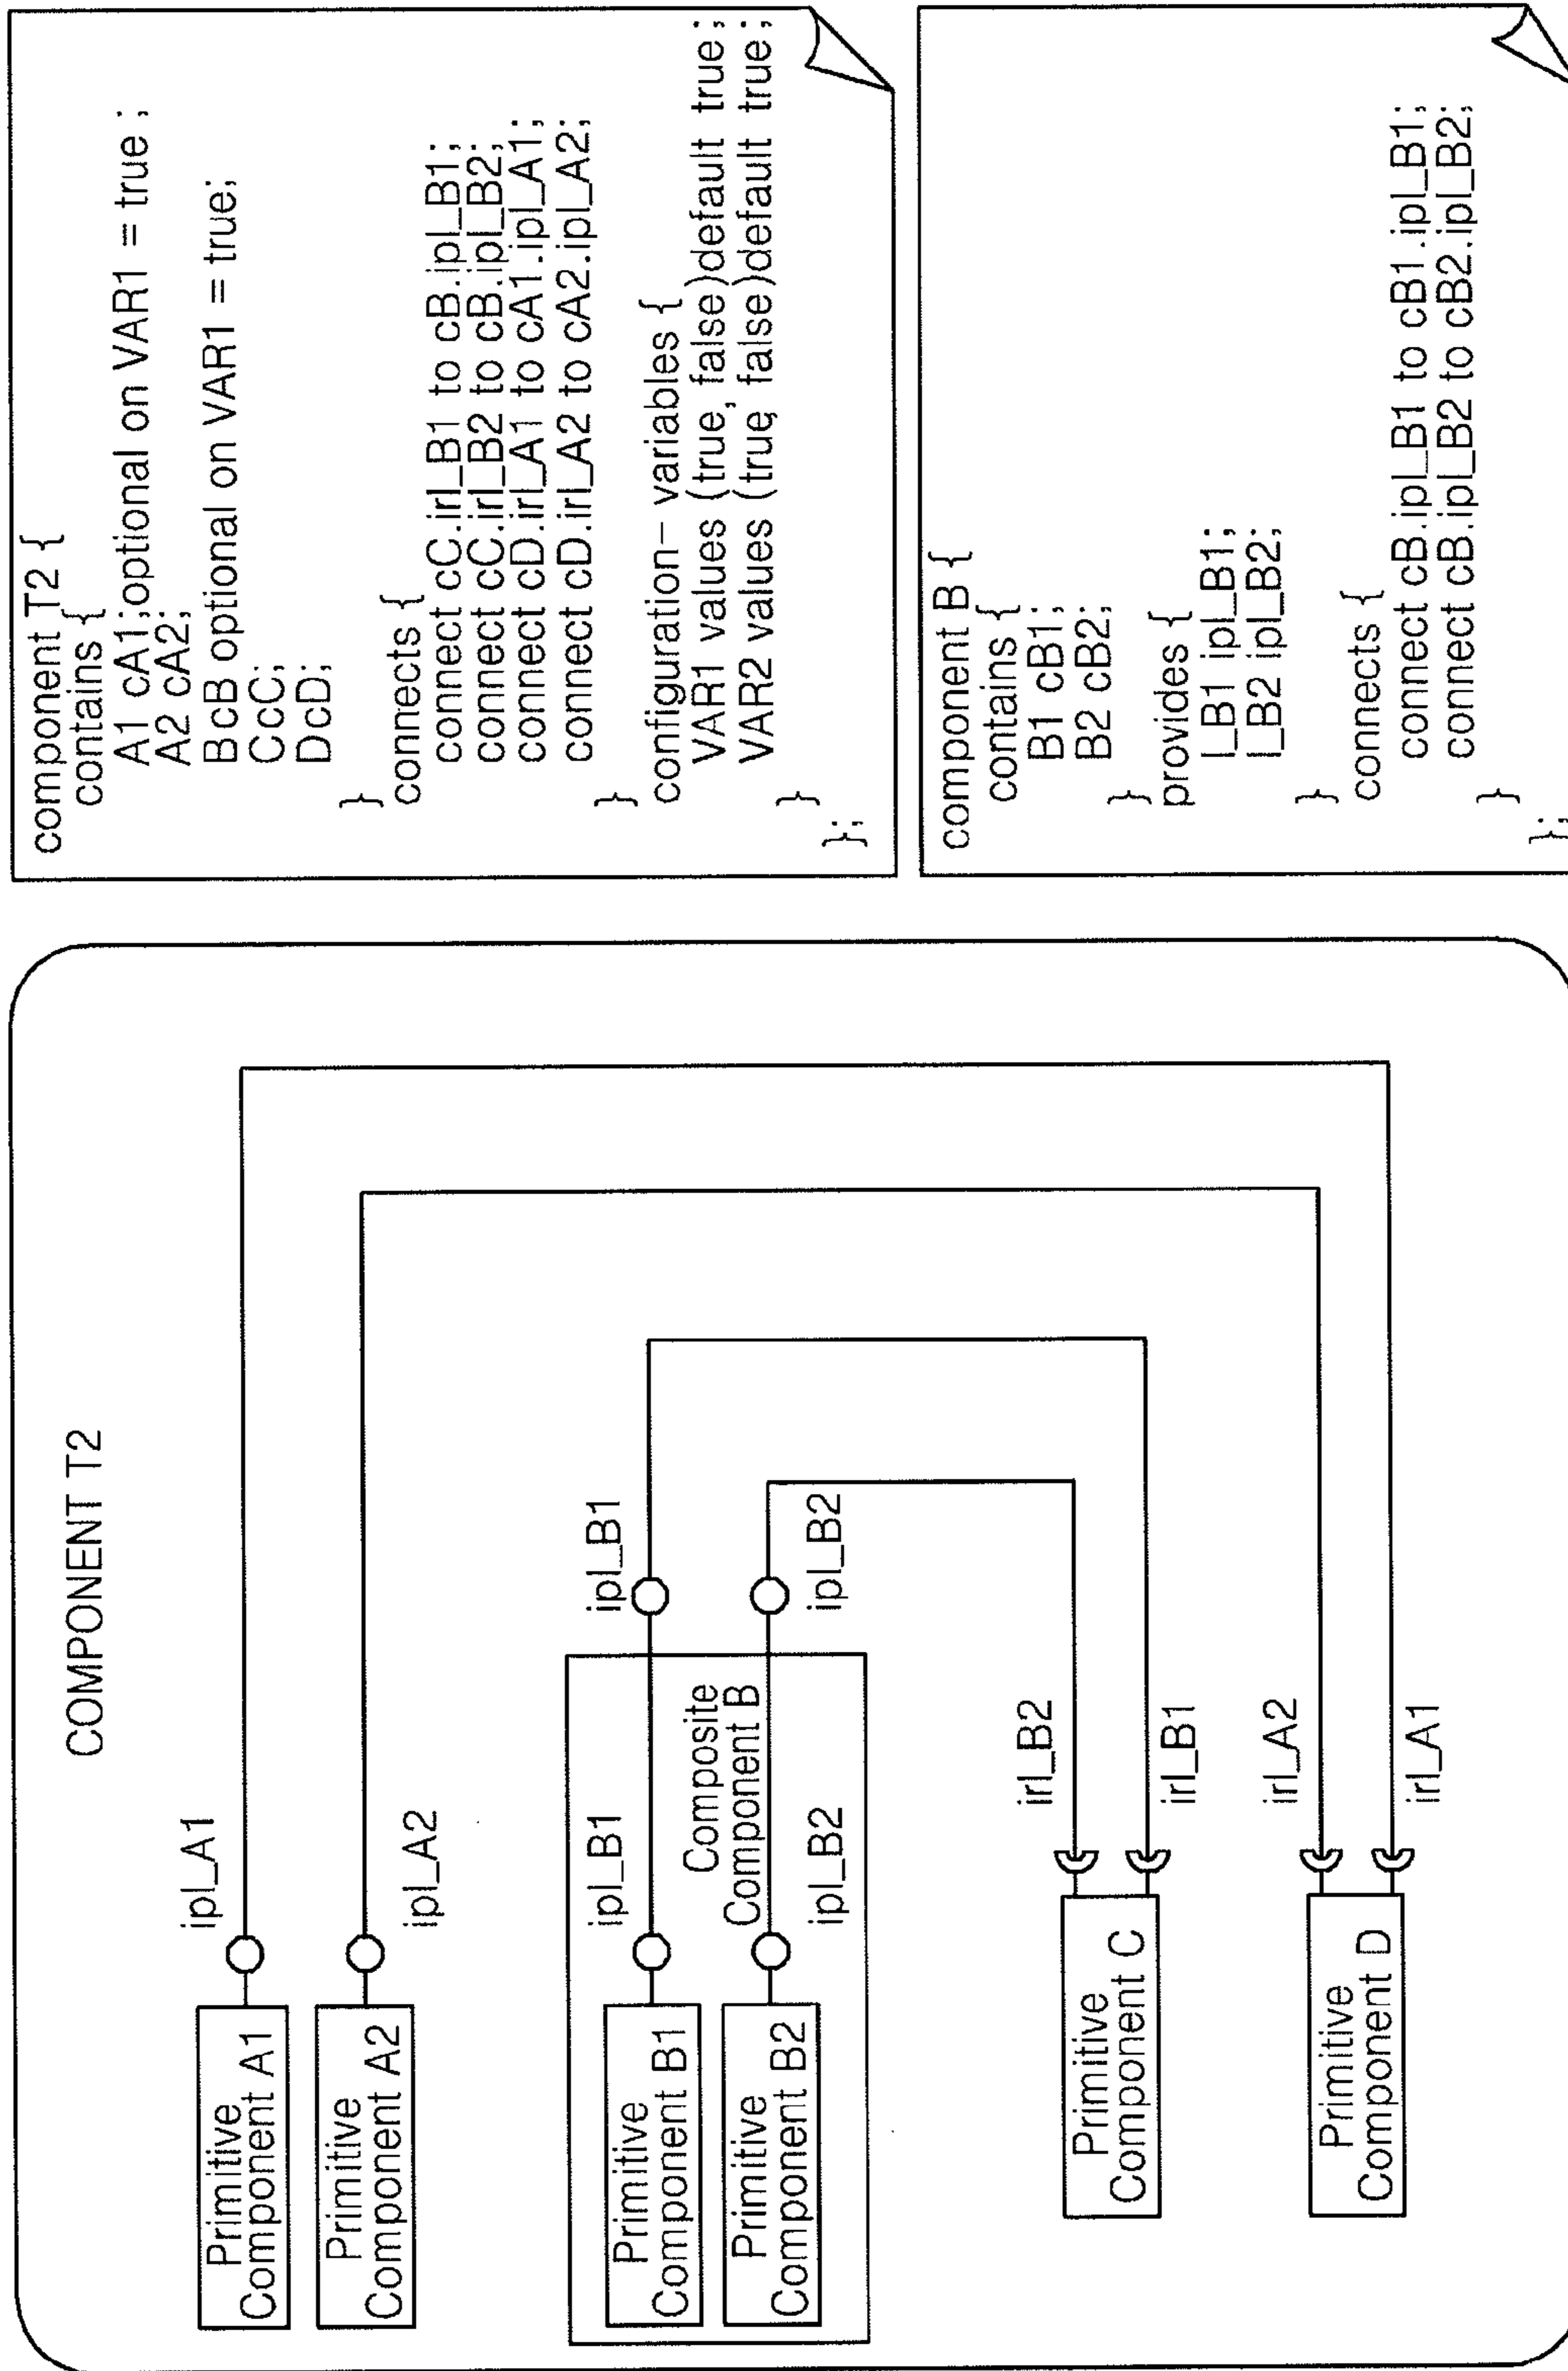 COMPONENT T2
Primitive
Component A1
ipl_A1
Primitive
Component A2
ipl_A2
Primitive
Component B1
ipl_B1
ipl_B1
Composite
Component B
Primitive
Component B2
ipl_B2
ipl_B2
Primitive
Component C
irl_B2
irl_B1
Primitive
Component D
irl_A2
irl_A1
component T2 {
contains {
A1 cA1;optional on VAR1 = true ;
A2 cA2;
BcB optional on VAR1 = true;
CcC;
DcD;
}
connects {
connect cC.irl_B1 to cB.ipl_B1;
connect cC.irl_B2 to cB.ipl_B2;
connect cD.irl_A1 to cA1.ipl_A1;
connect cD.irl_A2 to cA2.ipl_A2;
}
configuration- variables {
VAR1 values (true, false)default true;
VAR2 values (true, false)default true;
}
};
component B {
contains {
B1 cB1;
B2 cB2;
}
provides {
I_B1 ipl_B1;
I_B2 ipl_B2;
}
connects {
connect cB.ipl_B1 to cB1.ipl_B1;
connect cB.ipl_B2 to cB2.ipl_B2;
}
};